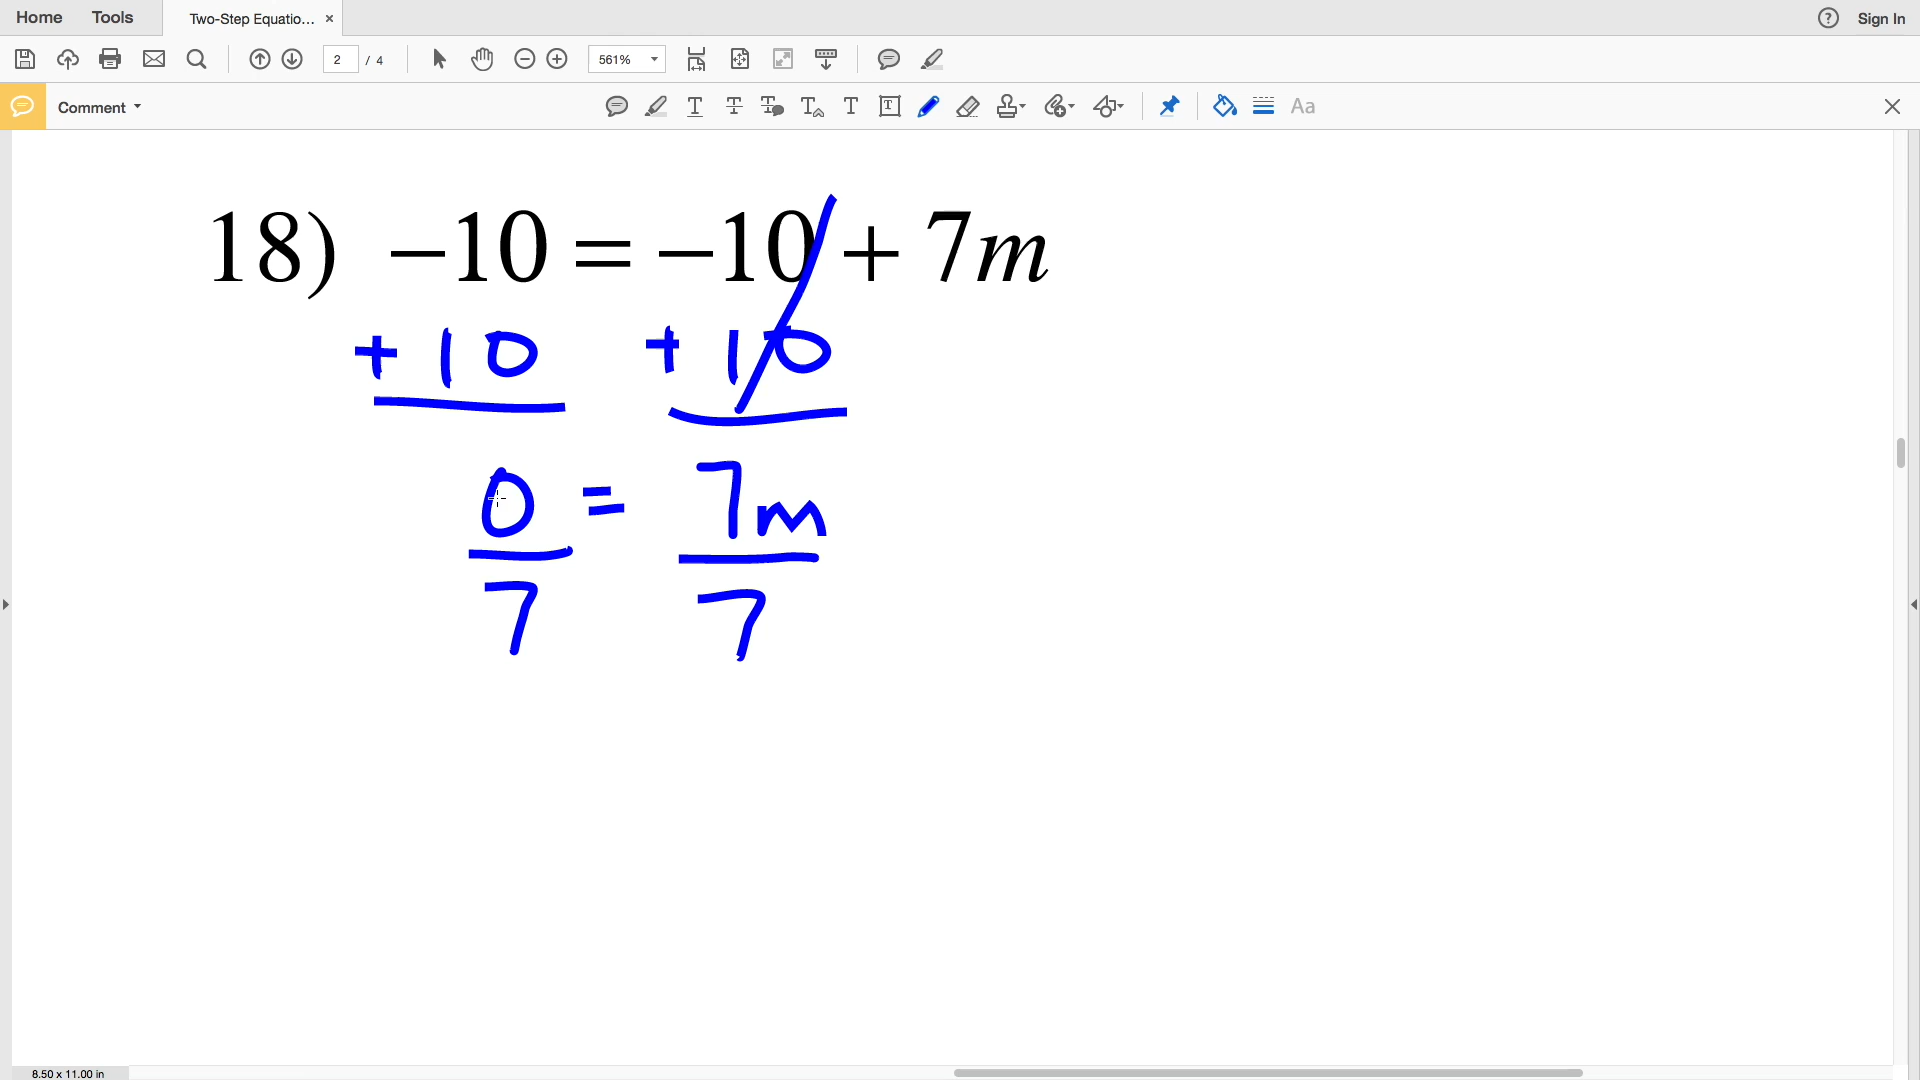 Home Tools Two-Step Equatio... × ? Sign In
2 / 4 561%
Comment Aa
18) −10 = −10 + 7m
+ 10 + 10
0 = 7m
7 7
8.50 x 11.00 in